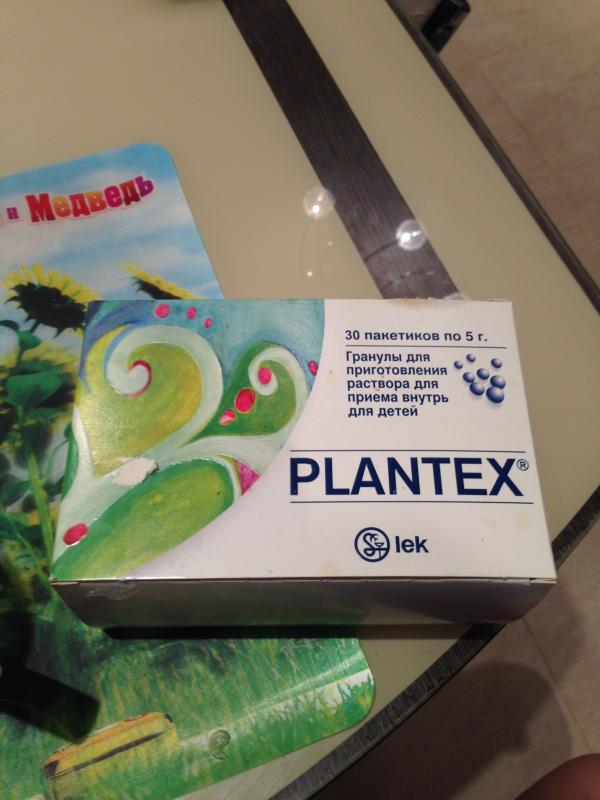 и Медведь
30 пакетиков по 5 г.
Гранулы для
приготовления
раствора для
приема внутрь
для детей
PLANTEX®
lek